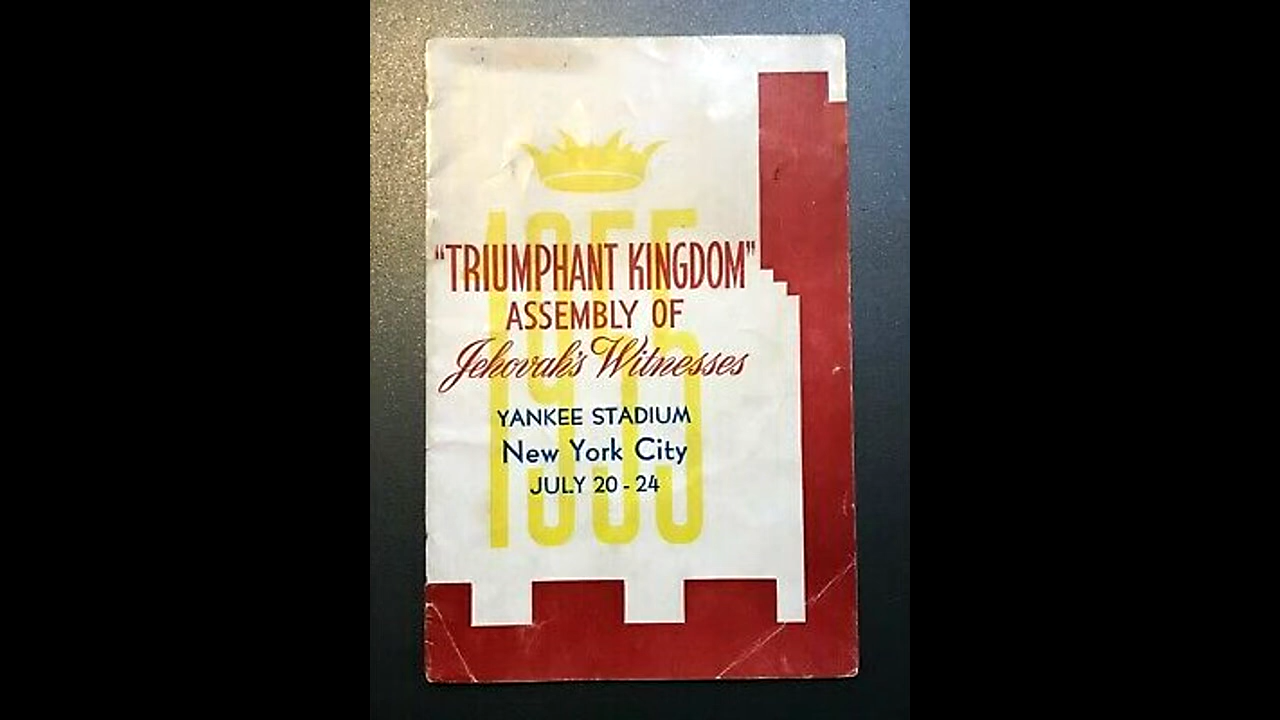 1955
"TRIUMPHANT KINGDOM"
ASSEMBLY OF
Jehovah's Witnesses
YANKEE STADIUM
New York City
JULY 20-24